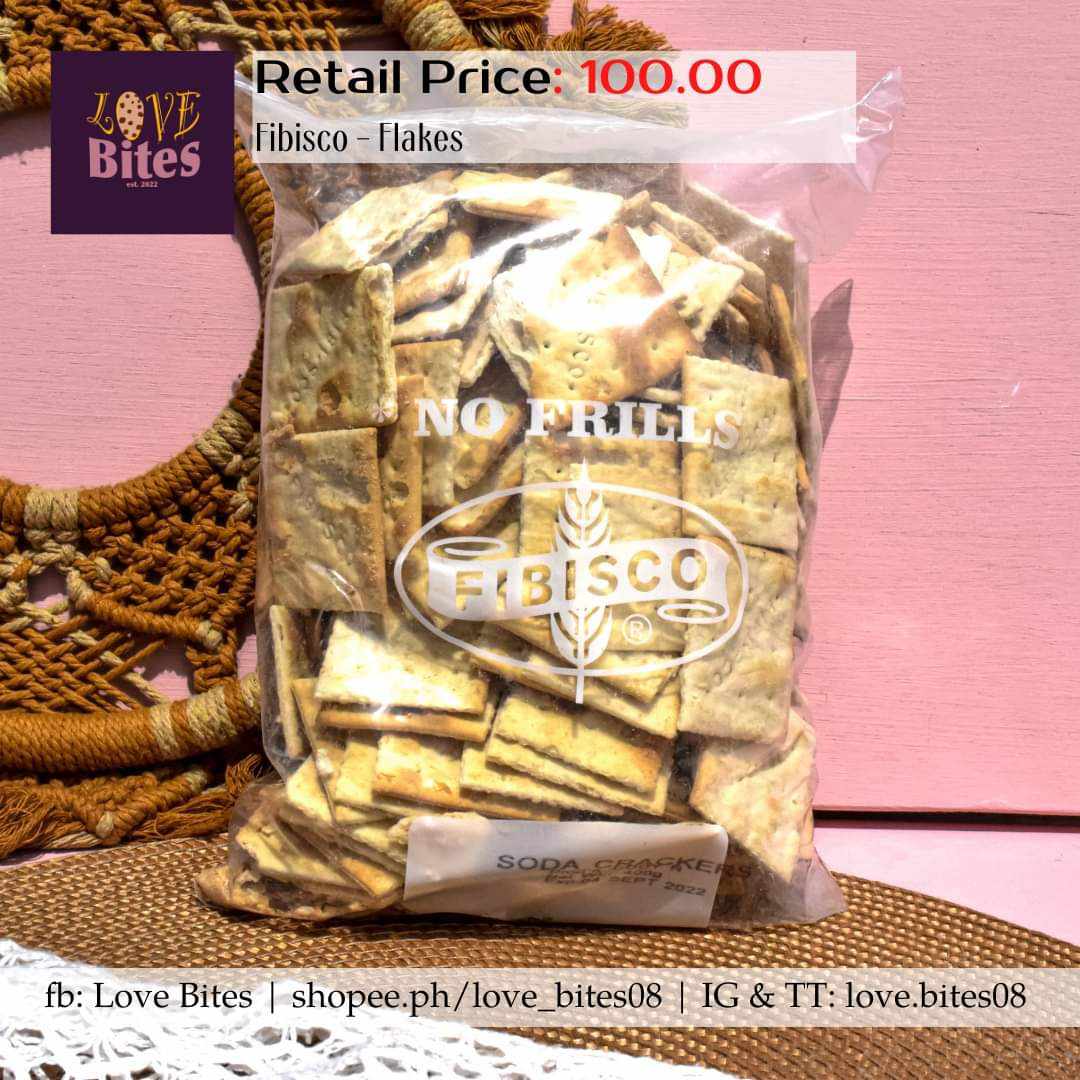 LOVE
Bites
est. 2022
Retail Price: 100.00
Fibisco - Flakes
NO FRILLS
FIBISCO
®
SODA CRACKERS
SEPT 2022
fb: Love Bites | shopee.ph/love_bites08 | IG & TT: love.bites08